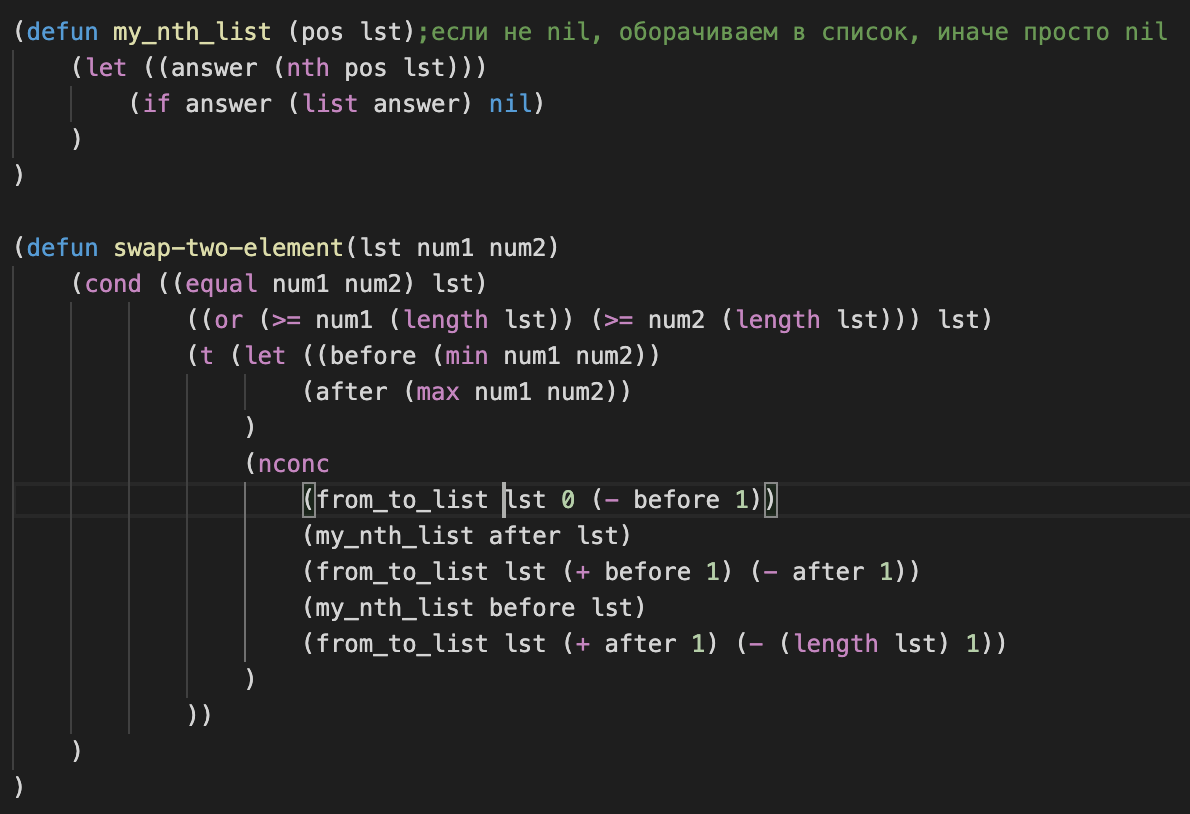 (defun my_nth_list (pos lst);если не nil, оборачиваем в список, иначе просто nil
    (let ((answer (nth pos lst)))
        (if answer (list answer) nil)
    )
)

(defun swap-two-element(lst num1 num2)
    (cond ((equal num1 num2) lst)
            ((or (>= num1 (length lst)) (>= num2 (length lst))) lst)
            (t (let ((before (min num1 num2))
                    (after (max num1 num2))
                )
                (nconc
                    (from_to_list lst 0 (- before 1))
                    (my_nth_list after lst)
                    (from_to_list lst (+ before 1) (- after 1))
                    (my_nth_list before lst)
                    (from_to_list lst (+ after 1) (- (length lst) 1))
                )
            ))
    )
)